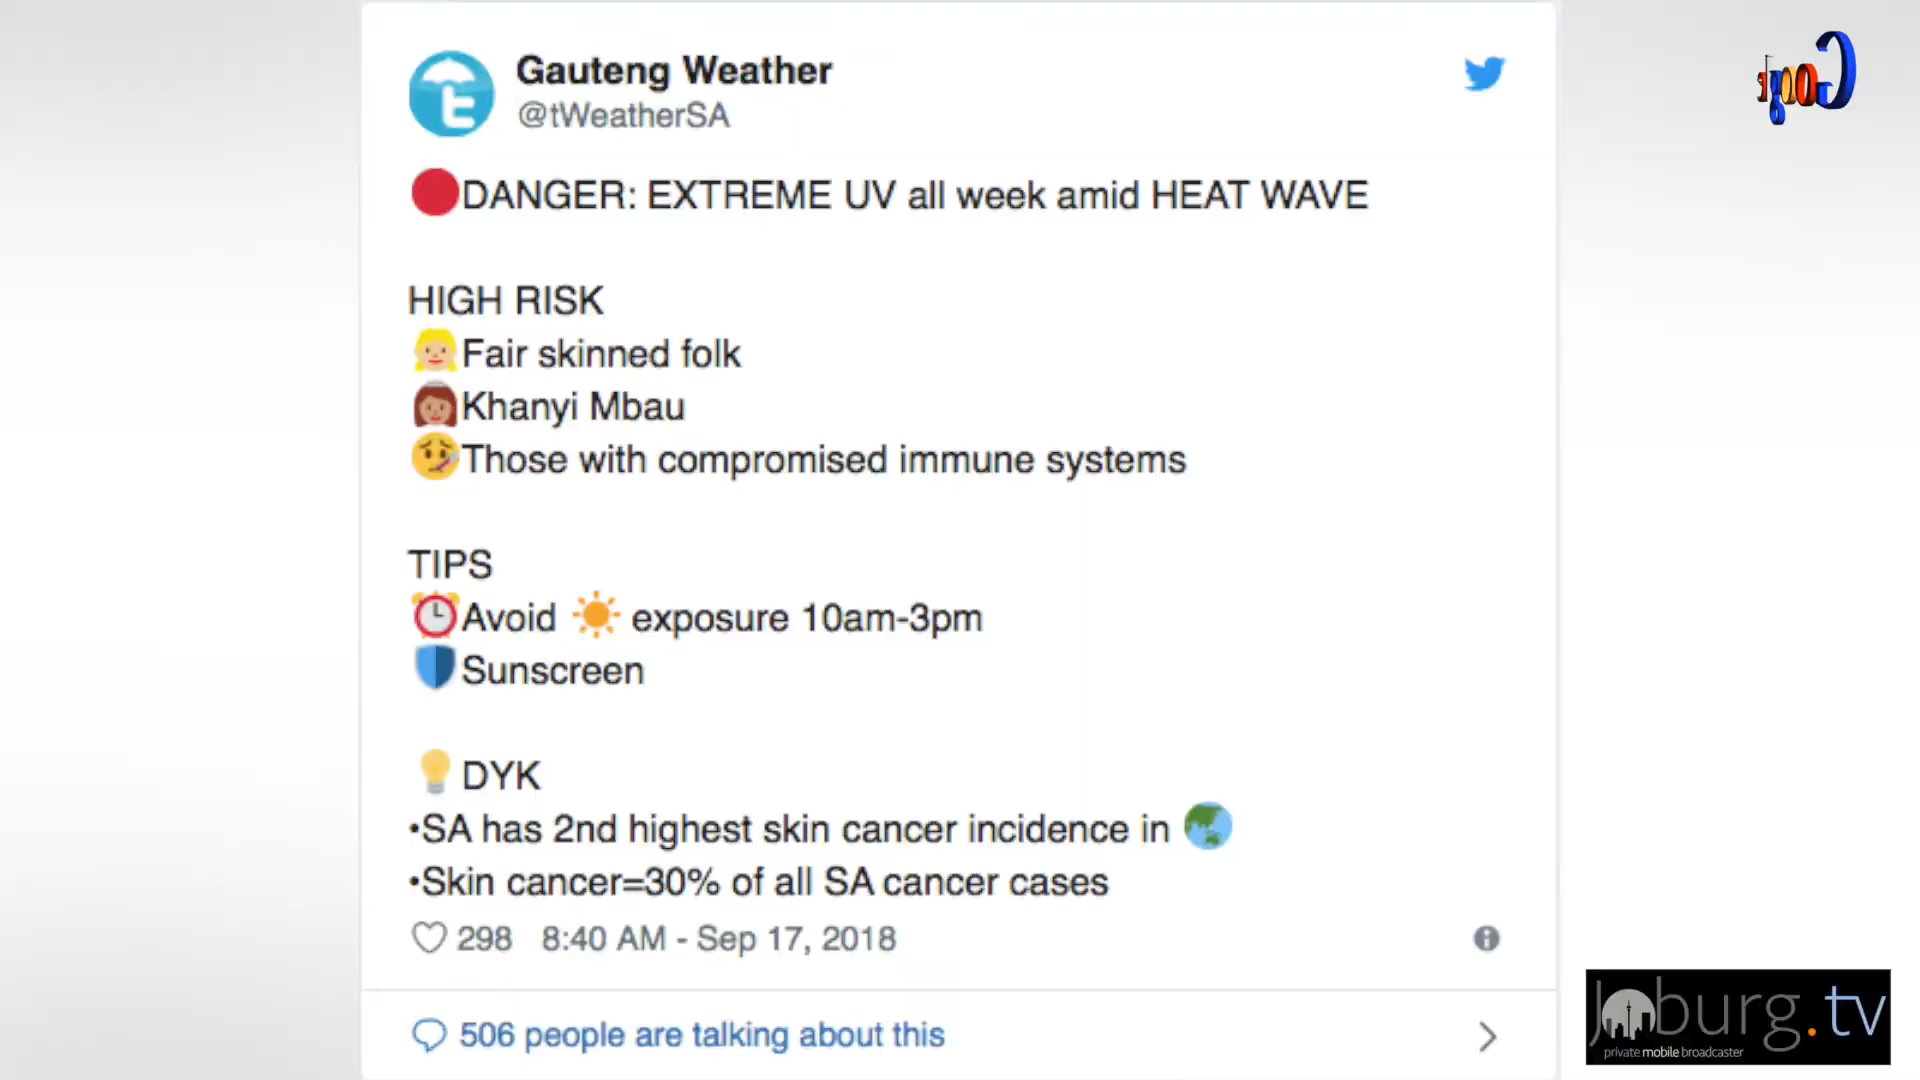 Gauteng Weather
@tWeatherSA
DANGER: EXTREME UV all week amid HEAT WAVE
HIGH RISK
Fair skinned folk
Khanyi Mbau
Those with compromised immune systems
TIPS
Avoid exposure 10am-3pm
Sunscreen
DYK
•SA has 2nd highest skin cancer incidence in
•Skin cancer=30% of all SA cancer cases
298 8:40 AM - Sep 17, 2018
506 people are talking about this
Joburg.tv
private mobile broadcaster